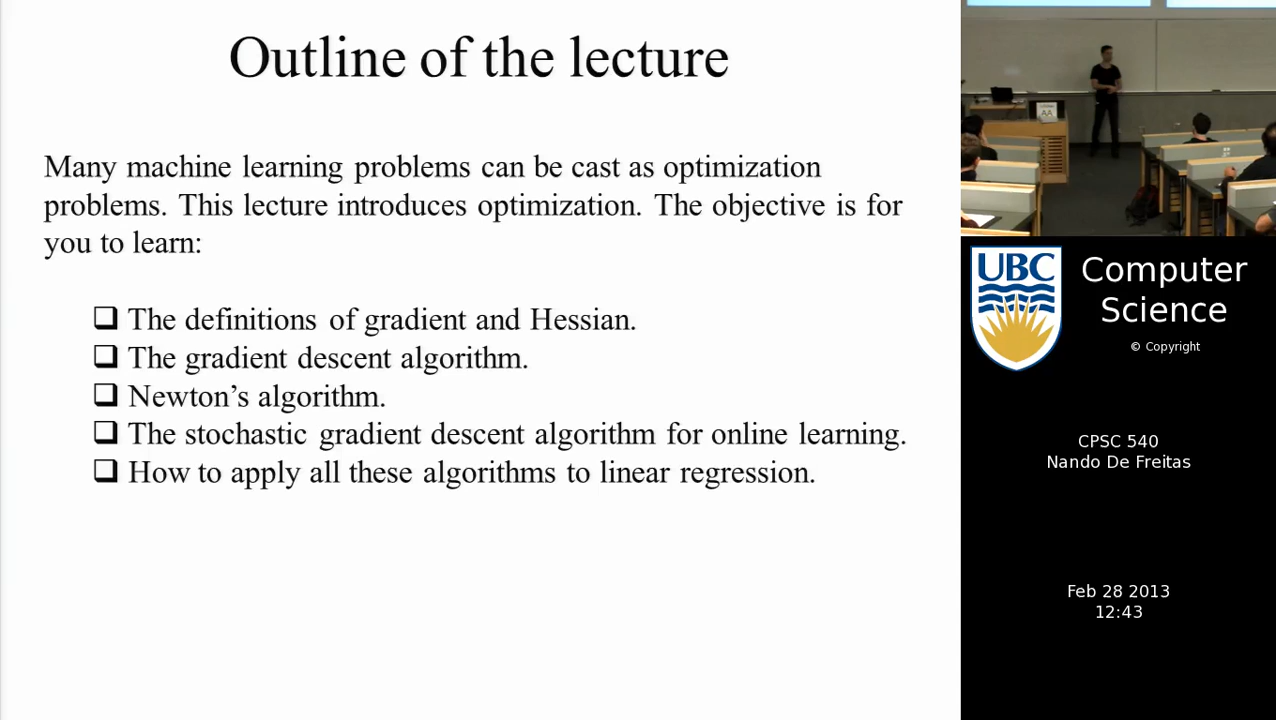 Outline of the lecture
Many machine learning problems can be cast as optimization
problems. This lecture introduces optimization. The objective is for
you to learn:
❑ The definitions of gradient and Hessian.
❑ The gradient descent algorithm.
❑ Newton’s algorithm.
❑ The stochastic gradient descent algorithm for online learning.
❑ How to apply all these algorithms to linear regression.
AA
UBC
Computer
Science
© Copyright
CPSC 540
Nando De Freitas
Feb 28 2013
12:43